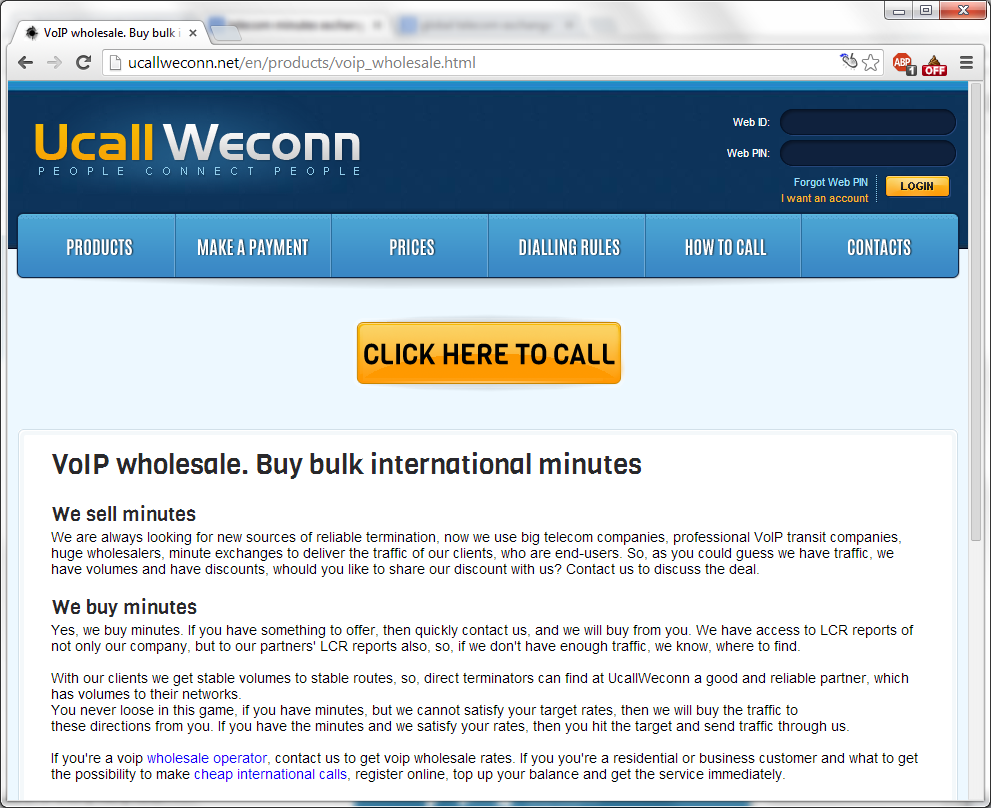 VoIP wholesale. Buy bulk i
ucallweconn.net/en/products/voip_wholesale.html
ABP
1
OFF
Ucall Weconn
PEOPLE CONNECT PEOPLE
Web ID:
Web PIN:
Forgot Web PIN
I want an account
LOGIN
PRODUCTS
MAKE A PAYMENT
PRICES
DIALLING RULES
HOW TO CALL
CONTACTS
CLICK HERE TO CALL
VoIP wholesale. Buy bulk international minutes
We sell minutes
We are always looking for new sources of reliable termination, now we use big telecom companies, professional VoIP transit companies,
huge wholesalers, minute exchanges to deliver the traffic of our clients, who are end-users. So, as you could guess we have traffic, we
have volumes and have discounts, whould you like to share our discount with us? Contact us to discuss the deal.
We buy minutes
Yes, we buy minutes. If you have something to offer, then quickly contact us, and we will buy from you. We have access to LCR reports of
not only our company, but to our partners' LCR reports also, so, if we don't have enough traffic, we know, where to find.
With our clients we get stable volumes to stable routes, so, direct terminators can find at UcallWeconn a good and reliable partner, which
has volumes to their networks.
You never loose in this game, if you have minutes, but we cannot satisfy your target rates, then we will buy the traffic to
these directions from you. If you have the minutes and we satisfy your rates, then you hit the target and send traffic through us.
If you're a voip wholesale operator, contact us to get voip wholesale rates. If you you're a residential or business customer and what to get
the possibility to make cheap international calls, register online, top up your balance and get the service immediately.